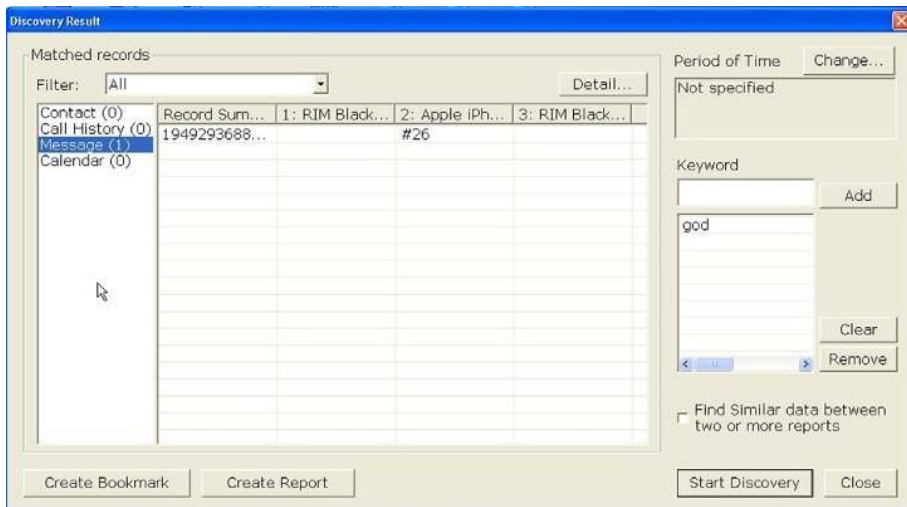 Discovery Result
Matched records
Filter: All
Detail...
Contact (0)
Call History (0)
Message (1)
Calendar (0)
Record Sum... 1: RIM Black... 2: Apple iPh... 3: RIM Black...
1949293688... #26
Period of Time Change...
Not specified
Keyword
Add
god
Clear
Remove
Find Similar data between
two or more reports
Create Bookmark Create Report Start Discovery Close